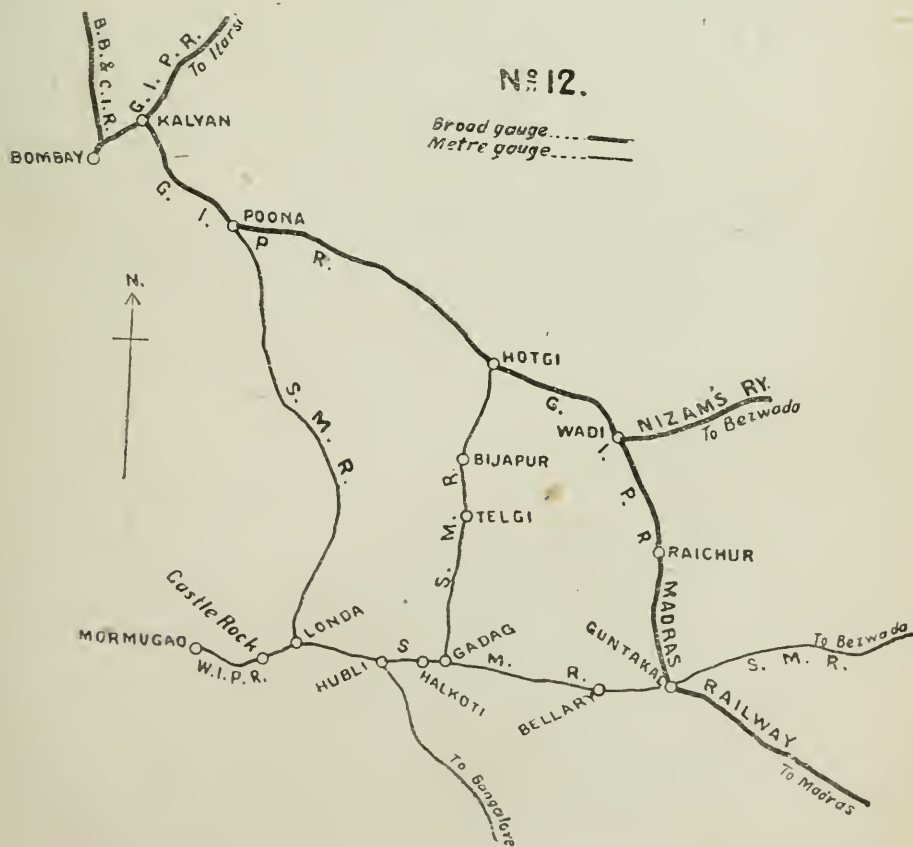 Nº 12.
Broad gauge....
Metre gauge....
B.B. & C.I.R.
G. I. P. R.
To Itarsi
KALYAN
BOMBAY
G. I. P. R.
POONA
N.
HOTGI
G. I. P. R
WADI
NIZAM'S RY.
To Bezwada
S. M. R.
BIJAPUR
TELGI
S. M. R.
RAICHUR
MADRAS RAILWAY
To Madras
Castle Rock
LONDA
MORMUGAO
W.I.P.R.
HUBLI
HALKOTI
GADAG
S M. R.
BELLARY
GUNTAKAL
S. M. R.
To Bezwada
To Bangalore